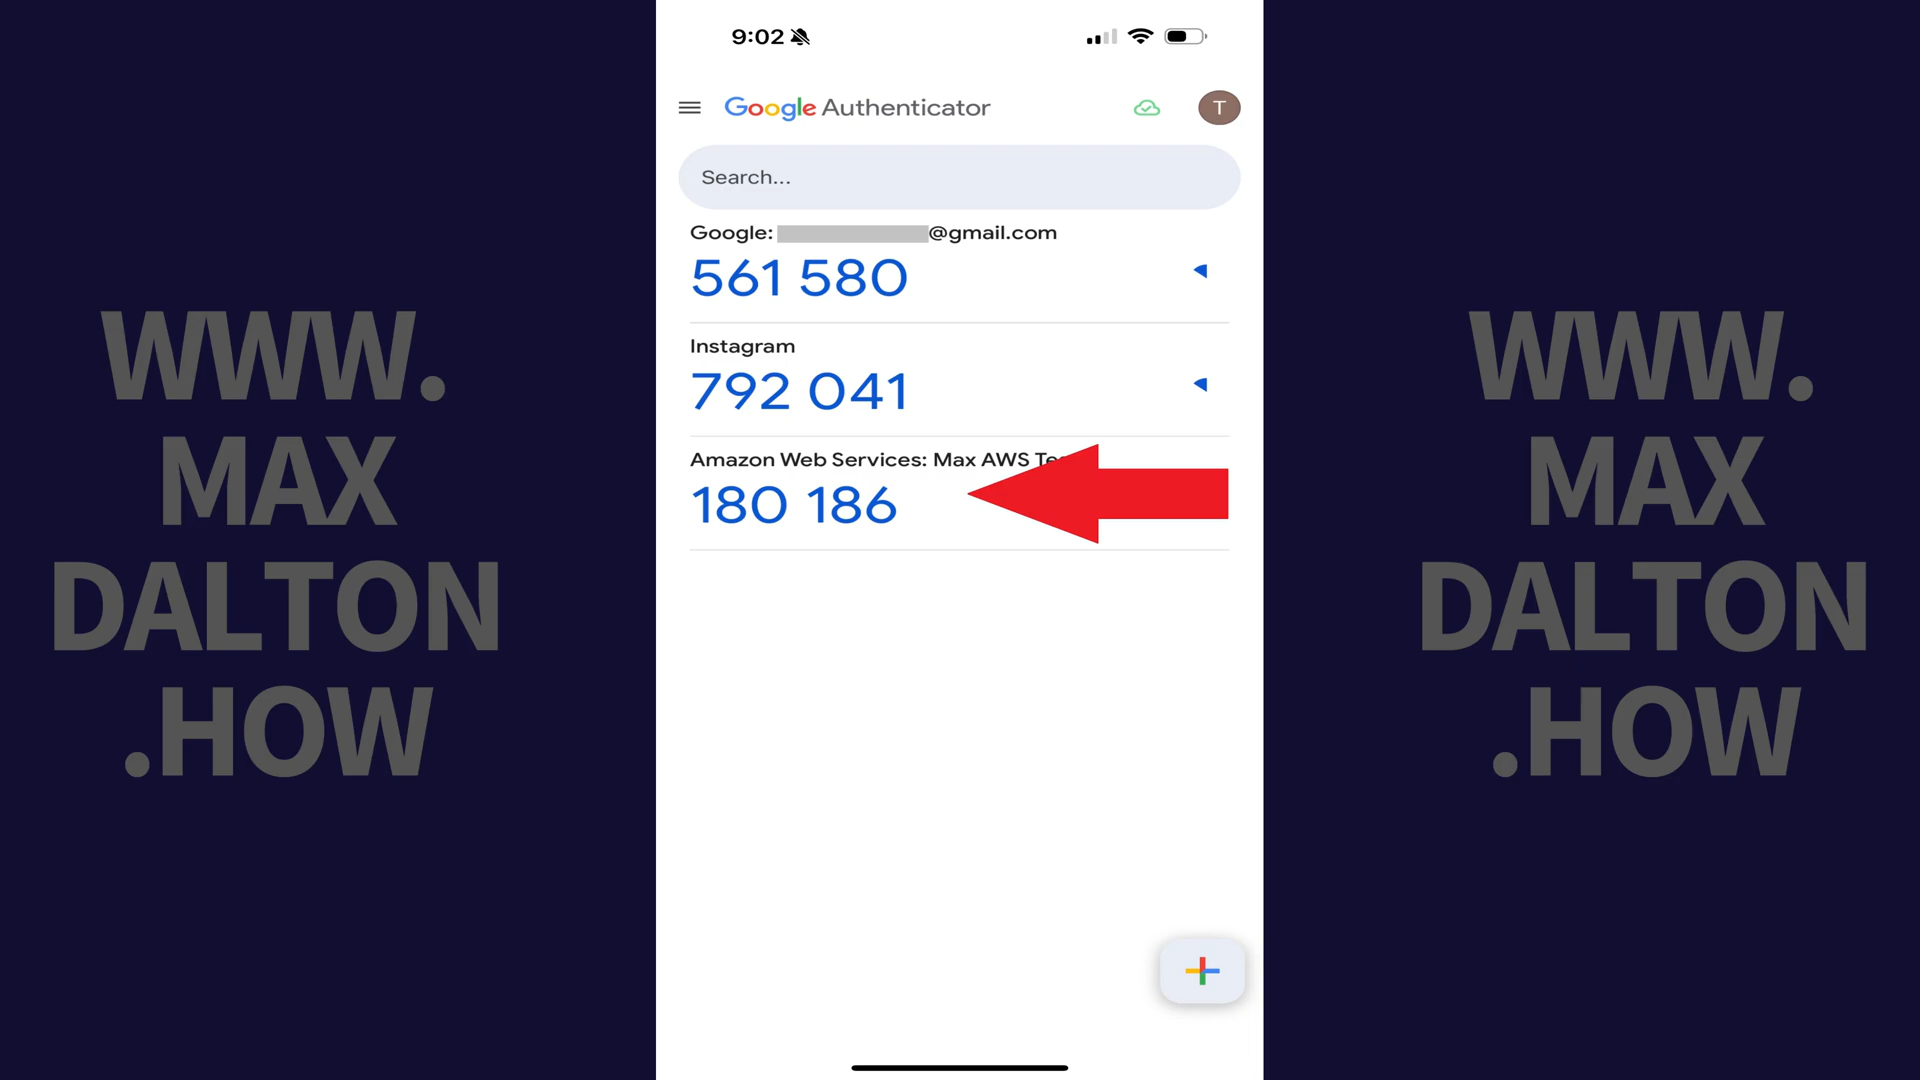 9:02
Google Authenticator
T
Search...
Google: @gmail.com
561 580
Instagram
792 041
Amazon Web Services: Max AWS
180 186
WWW.
MAX
DALTON
.HOW
WWW.
MAX
DALTON
.HOW